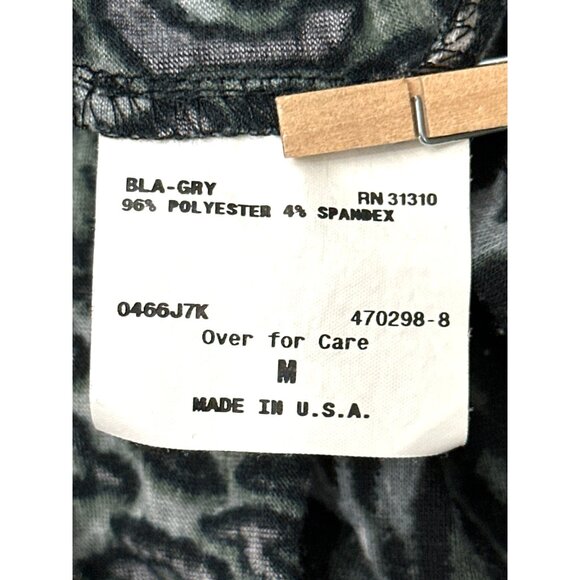 BLA-GRY RN 31310
96% POLYESTER 4% SPANDEX
0466J7K 470298-8
Over for Care
M
MADE IN U.S.A.